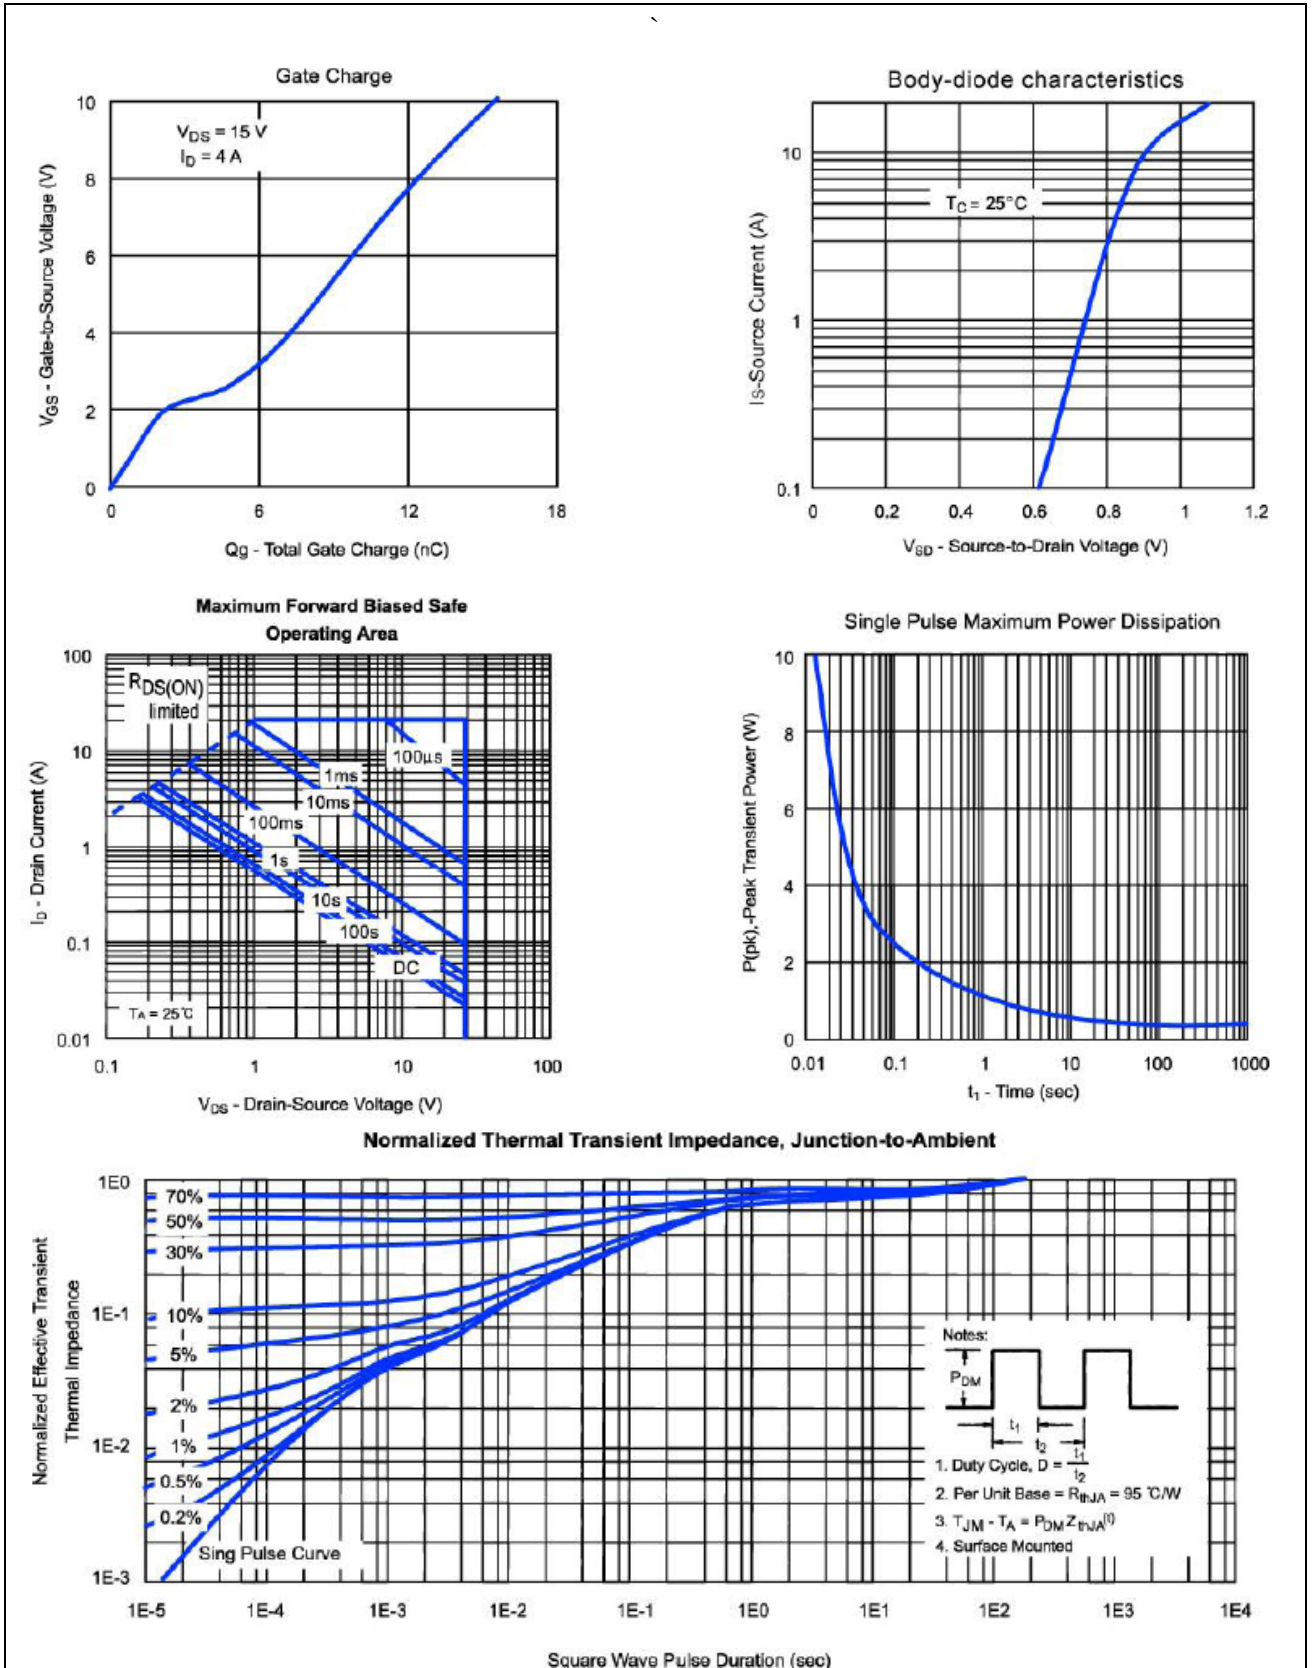 `
Gate Charge
10
8
6
4
2
0
VDS = 15 V
ID = 4 A
VGS - Gate-to-Source Voltage (V)
0 6 12 18
Qg - Total Gate Charge (nC)
Body-diode characteristics
10
1
0.1
TC = 25°C
Is-Source Current (A)
0 0.2 0.4 0.6 0.8 1 1.2
VSD - Source-to-Drain Voltage (V)
Maximum Forward Biased Safe
Operating Area
100
10
1
0.1
0.01
RDS(ON)
limited
100µs
1ms
10ms
100ms
1s
10s
100s
DC
TA = 25℃
ID - Drain Current (A)
0.1 1 10 100
VDS - Drain-Source Voltage (V)
Single Pulse Maximum Power Dissipation
10
8
6
4
2
0
P(pk),-Peak Transient Power (W)
0.01 0.1 1 10 100 1000
t1 - Time (sec)
Normalized Thermal Transient Impedance, Junction-to-Ambient
1E0
1E-1
1E-2
1E-3
Normalized Effective Transient
Thermal Impedance
70%
50%
30%
10%
5%
2%
1%
0.5%
0.2%
Sing Pulse Curve
Notes:
PDM
t1
t2
1. Duty Cycle, D = t1/t2
2. Per Unit Base = RthJA = 95 ℃/W
3. TJM - TA = PDM ZthJA(t)
4. Surface Mounted
1E-5 1E-4 1E-3 1E-2 1E-1 1E0 1E1 1E2 1E3 1E4
Square Wave Pulse Duration (sec)